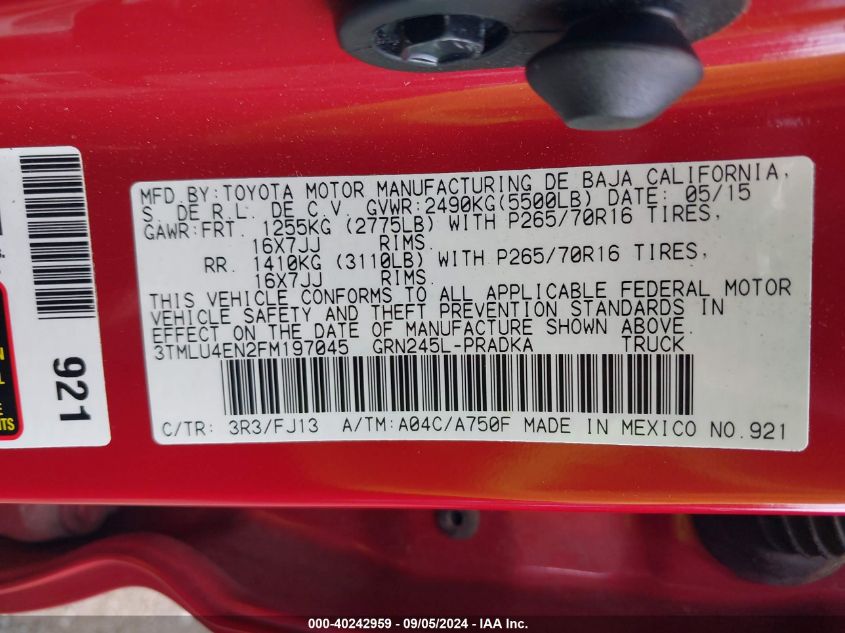 MFD.BY:TOYOTA MOTOR MANUFACTURING DE BAJA CALIFORNIA,
S. DE R.L. DE C.V. GVWR:2490KG(5500LB) DATE: 05/15
GAWR:FRT. 1255KG (2775LB) WITH P265/70R16 TIRES,
16X7JJ RIMS.
RR. 1410KG (3110LB) WITH P265/70R16 TIRES,
16X7JJ RIMS.
THIS VEHICLE CONFORMS TO ALL APPLICABLE FEDERAL MOTOR
VEHICLE SAFETY AND THEFT PREVENTION STANDARDS IN
EFFECT ON THE DATE OF MANUFACTURE SHOWN ABOVE.
3TMLU4EN2FM197045 GRN245L-PRADKA TRUCK
C/TR: 3R3/FJ13 A/TM:A04C/A750F MADE IN MEXICO NO.921
921
000-40242959 - 09/05/2024 - IAA Inc.